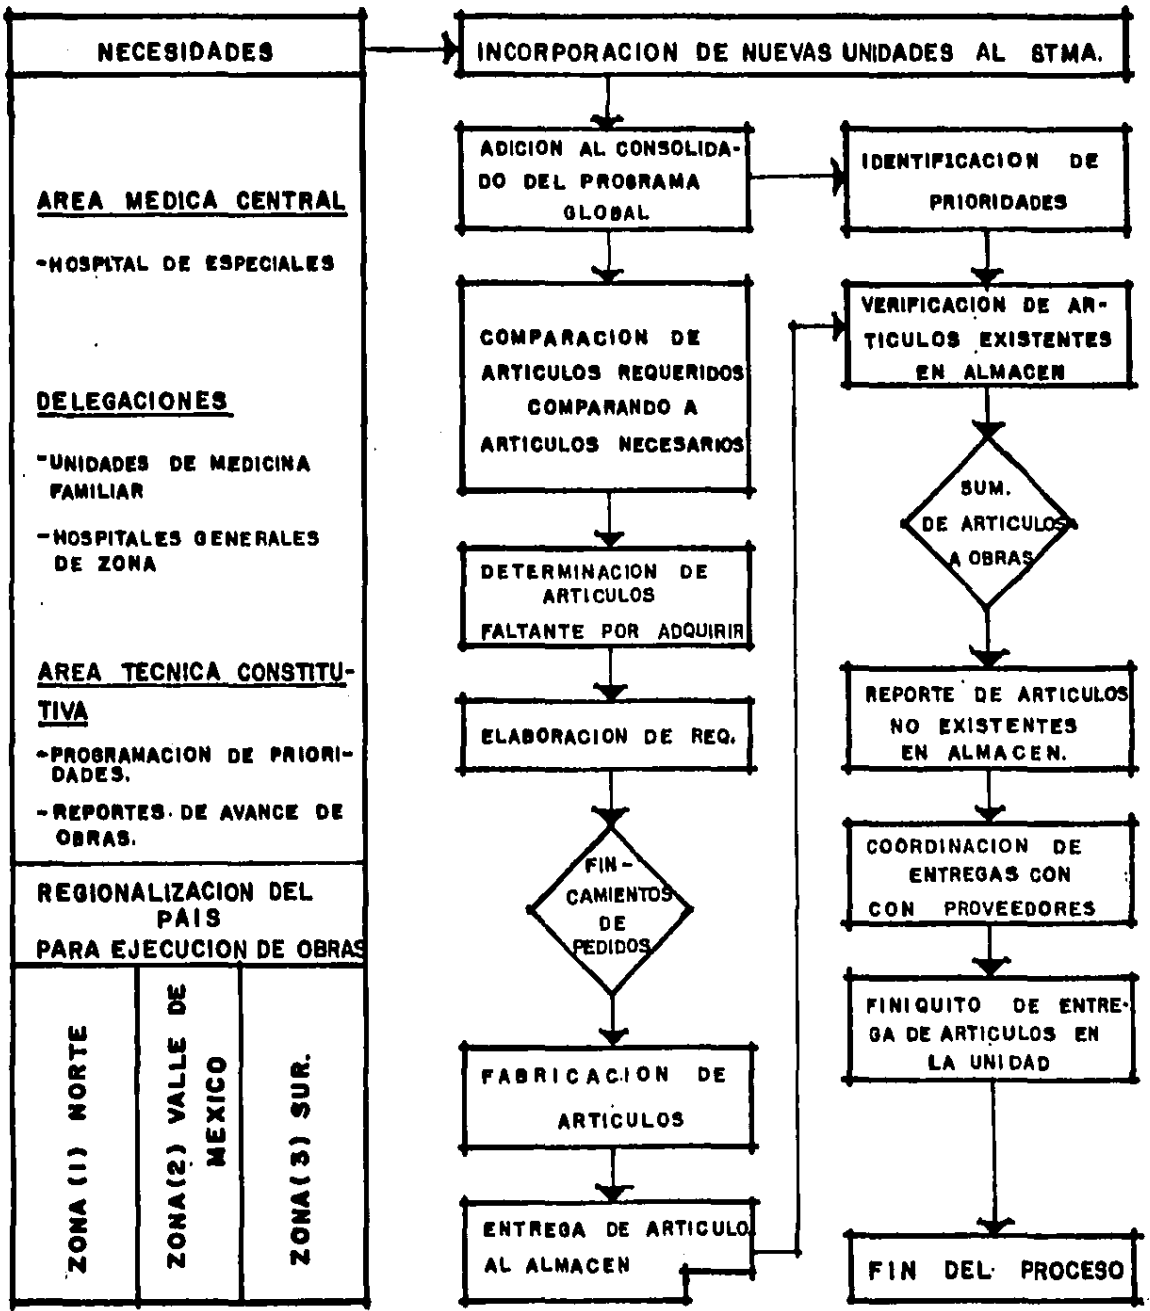 NECESIDADES
AREA MEDICA CENTRAL
-HOSPITAL DE ESPECIALES
DELEGACIONES
-UNIDADES DE MEDICINA
FAMILIAR
-HOSPITALES GENERALES
DE ZONA
AREA TECNICA CONSTITU-
TIVA
-PROGRAMACION DE PRIORI-
DADES.
-REPORTES DE AVANCE DE
OBRAS.
REGIONALIZACION DEL
PAIS
PARA EJECUCION DE OBRAS
ZONA (1) NORTE
ZONA(2) VALLE DE
MEXICO
ZONA(3) SUR.
INCORPORACION DE NUEVAS UNIDADES AL STMA.
ADICION AL CONSOLIDA-
DO DEL PROGRAMA
GLOBAL
COMPARACION DE
ARTICULOS REQUERIDOS
COMPARANDO A
ARTICULOS NECESARIOS
DETERMINACION DE
ARTICULOS
FALTANTE POR ADQUIRIR
ELABORACION DE REQ.
FIN-
CAMIENTOS
DE
PEDIDOS
FABRICACION DE
ARTICULOS
ENTREGA DE ARTICULO
AL ALMACEN
IDENTIFICACION DE
PRIORIDADES
VERIFICACION DE AR-
TICULOS EXISTENTES
EN ALMACEN
SUM.
DE ARTICULOS
A OBRAS
REPORTE DE ARTICULOS
NO EXISTENTES
EN ALMACEN.
COORDINACION DE
ENTREGAS CON
CON PROVEEDORES
FINIQUITO DE ENTRE-
GA DE ARTICULOS EN
LA UNIDAD
FIN DEL PROCESO